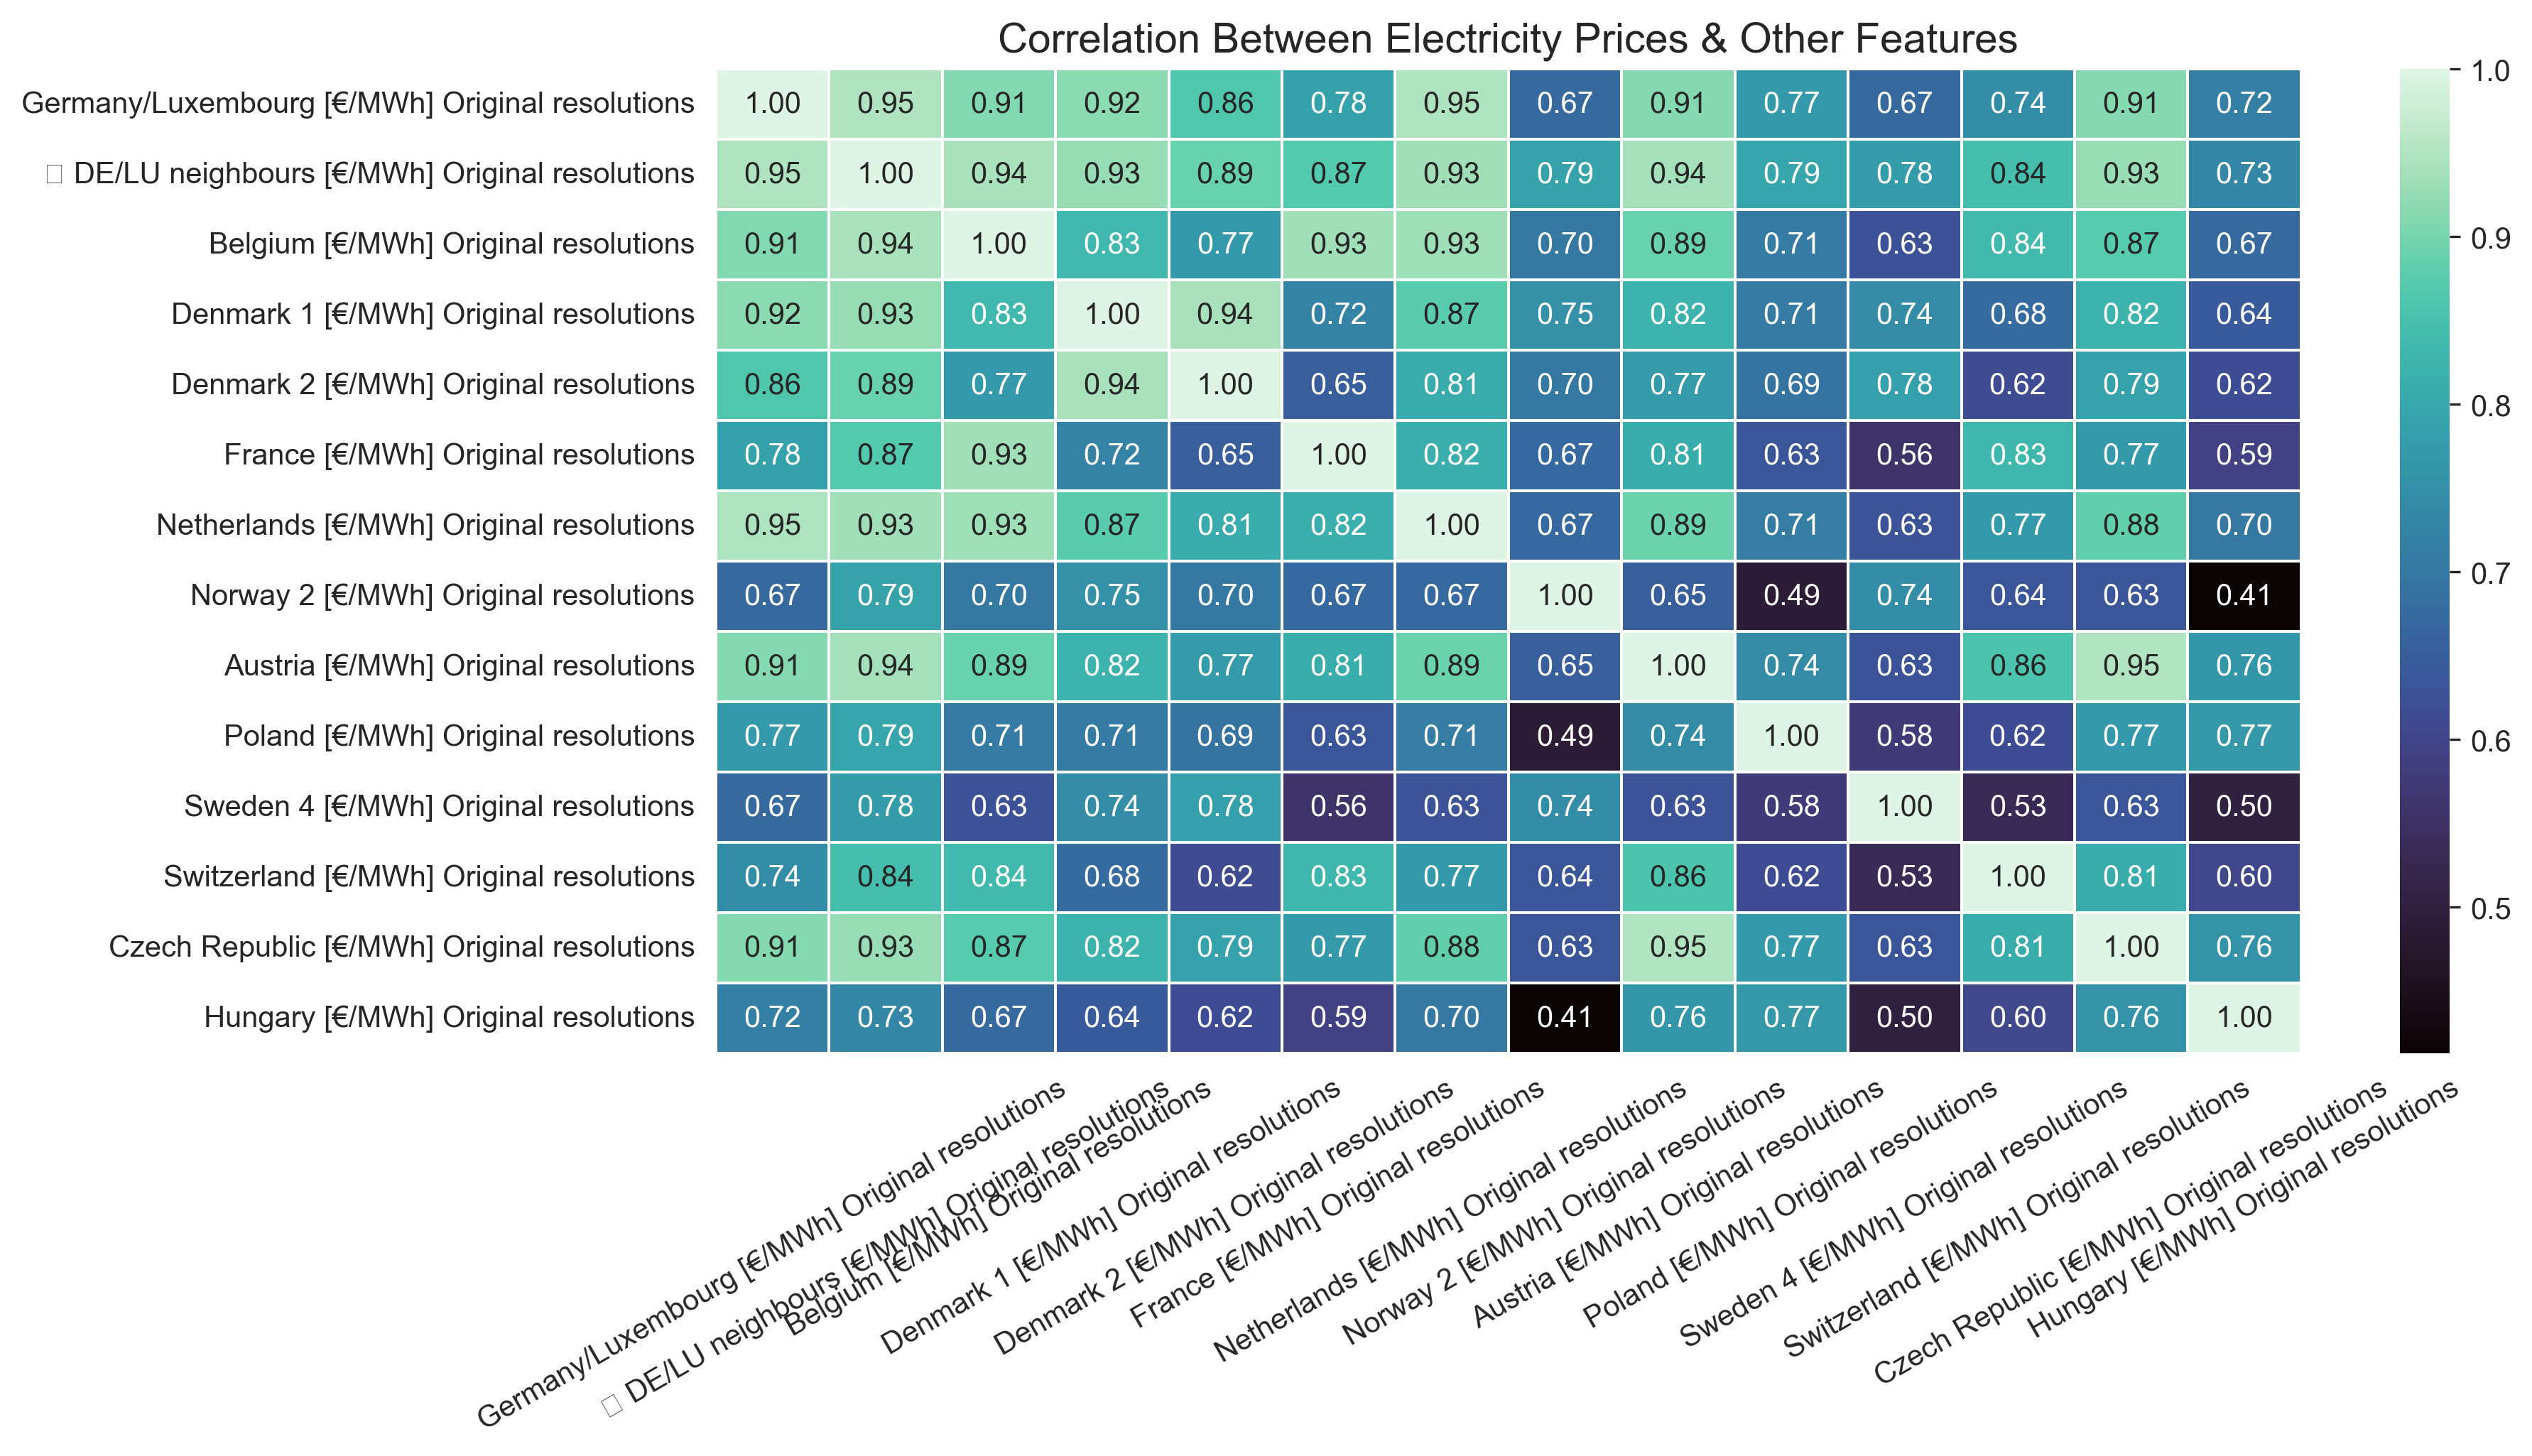 Correlation Between Electricity Prices & Other Features
Germany/Luxembourg [€/MWh] Original resolutions 1.00 0.95 0.91 0.92 0.86 0.78 0.95 0.67 0.91 0.77 0.67 0.74 0.91 0.72
▯ DE/LU neighbours [€/MWh] Original resolutions 0.95 1.00 0.94 0.93 0.89 0.87 0.93 0.79 0.94 0.79 0.78 0.84 0.93 0.73
Belgium [€/MWh] Original resolutions 0.91 0.94 1.00 0.83 0.77 0.93 0.93 0.70 0.89 0.71 0.63 0.84 0.87 0.67
Denmark 1 [€/MWh] Original resolutions 0.92 0.93 0.83 1.00 0.94 0.72 0.87 0.75 0.82 0.71 0.74 0.68 0.82 0.64
Denmark 2 [€/MWh] Original resolutions 0.86 0.89 0.77 0.94 1.00 0.65 0.81 0.70 0.77 0.69 0.78 0.62 0.79 0.62
France [€/MWh] Original resolutions 0.78 0.87 0.93 0.72 0.65 1.00 0.82 0.67 0.81 0.63 0.56 0.83 0.77 0.59
Netherlands [€/MWh] Original resolutions 0.95 0.93 0.93 0.87 0.81 0.82 1.00 0.67 0.89 0.71 0.63 0.77 0.88 0.70
Norway 2 [€/MWh] Original resolutions 0.67 0.79 0.70 0.75 0.70 0.67 0.67 1.00 0.65 0.49 0.74 0.64 0.63 0.41
Austria [€/MWh] Original resolutions 0.91 0.94 0.89 0.82 0.77 0.81 0.89 0.65 1.00 0.74 0.63 0.86 0.95 0.76
Poland [€/MWh] Original resolutions 0.77 0.79 0.71 0.71 0.69 0.63 0.71 0.49 0.74 1.00 0.58 0.62 0.77 0.77
Sweden 4 [€/MWh] Original resolutions 0.67 0.78 0.63 0.74 0.78 0.56 0.63 0.74 0.63 0.58 1.00 0.53 0.63 0.50
Switzerland [€/MWh] Original resolutions 0.74 0.84 0.84 0.68 0.62 0.83 0.77 0.64 0.86 0.62 0.53 1.00 0.81 0.60
Czech Republic [€/MWh] Original resolutions 0.91 0.93 0.87 0.82 0.79 0.77 0.88 0.63 0.95 0.77 0.63 0.81 1.00 0.76
Hungary [€/MWh] Original resolutions 0.72 0.73 0.67 0.64 0.62 0.59 0.70 0.41 0.76 0.77 0.50 0.60 0.76 1.00
Germany/Luxembourg [€/MWh] Original resolutions
▯ DE/LU neighbours [€/MWh] Original resolutions
Belgium [€/MWh] Original resolutions
Denmark 1 [€/MWh] Original resolutions
Denmark 2 [€/MWh] Original resolutions
France [€/MWh] Original resolutions
Netherlands [€/MWh] Original resolutions
Norway 2 [€/MWh] Original resolutions
Austria [€/MWh] Original resolutions
Poland [€/MWh] Original resolutions
Sweden 4 [€/MWh] Original resolutions
Switzerland [€/MWh] Original resolutions
Czech Republic [€/MWh] Original resolutions
Hungary [€/MWh] Original resolutions
1.0
0.9
0.8
0.7
0.6
0.5